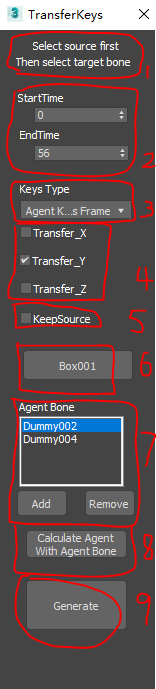 3 TransferKeys
Select source first
Then select target bone
1
StartTime
0
EndTime
56
2
Keys Type
Agent K...s Frame
3
Transfer_X
Transfer_Y
Transfer_Z
4
KeepSource
5
Box001
6
Agent Bone
Dummy002
Dummy004
7
Add Remove
Calculate Agent
With Agent Bone
8
Generate
9